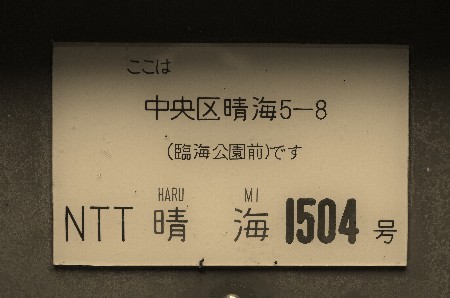 ここは
中央区晴海5-8
(臨海公園前)です
HARU MI
NTT 晴 海 1504 号